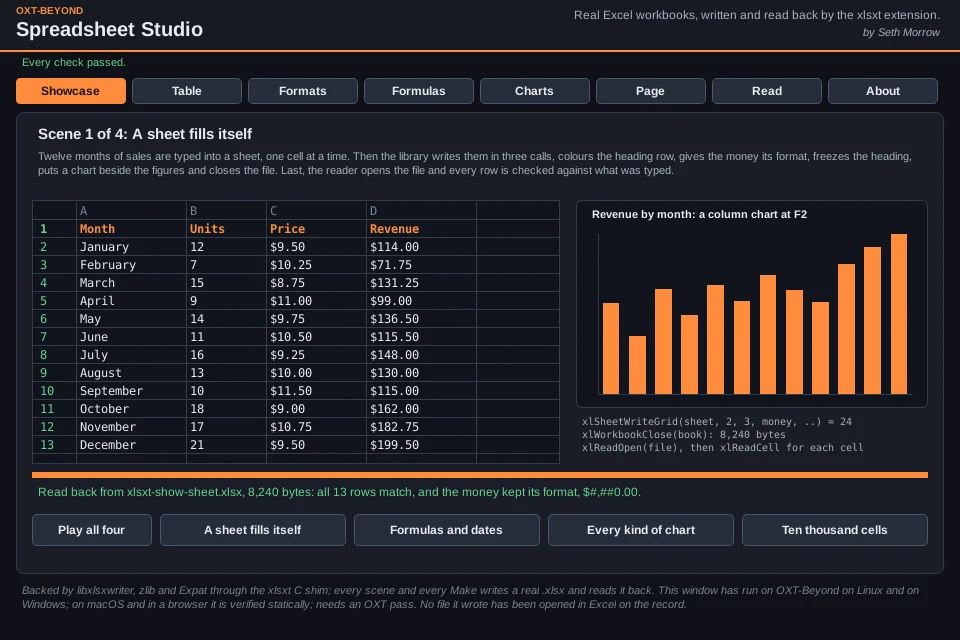 OXT-BEYOND
Spreadsheet Studio
Real Excel workbooks, written and read back by the xlsxt extension.
by Seth Morrow
Every check passed.
Showcase Table Formats Formulas Charts Page Read About
Scene 1 of 4: A sheet fills itself
Twelve months of sales are typed into a sheet, one cell at a time. Then the library writes them in three calls, colours the heading row, gives the money its format, freezes the heading,
puts a chart beside the figures and closes the file. Last, the reader opens the file and every row is checked against what was typed.
A B C D
1 Month Units Price Revenue
2 January 12 $9.50 $114.00
3 February 7 $10.25 $71.75
4 March 15 $8.75 $131.25
5 April 9 $11.00 $99.00
6 May 14 $9.75 $136.50
7 June 11 $10.50 $115.50
8 July 16 $9.25 $148.00
9 August 13 $10.00 $130.00
10 September 10 $11.50 $115.00
11 October 18 $9.00 $162.00
12 November 17 $10.75 $182.75
13 December 21 $9.50 $199.50
Revenue by month: a column chart at F2
xlSheetWriteGrid(sheet, 2, 3, money, ..) = 24
xlWorkbookClose(book): 8,240 bytes
xlReadOpen(file), then xlReadCell for each cell
Read back from xlsxt-show-sheet.xlsx, 8,240 bytes: all 13 rows match, and the money kept its format, $#,##0.00.
Play all four A sheet fills itself Formulas and dates Every kind of chart Ten thousand cells
Backed by libxlsxwriter, zlib and Expat through the xlsxt C shim; every scene and every Make writes a real .xlsx and reads it back. This window has run on OXT-Beyond on Linux and on
Windows; on macOS and in a browser it is verified statically; needs an OXT pass. No file it wrote has been opened in Excel on the record.